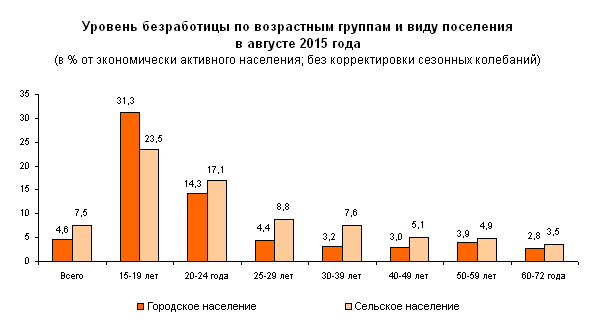 Уровень безработицы по возрастным группам и виду поселения
в августе 2015 года
(в % от экономически активного населения; без корректировки сезонных колебаний)
35
30
25
20
15
10
5
0
4,6
7,5
31,3
23,5
14,3
17,1
4,4
8,8
3,2
7,6
3,0
5,1
3,9
4,9
2,8
3,5
Всего
15-19 лет
20-24 года
25-29 лет
30-39 лет
40-49 лет
50-59 лет
60-72 года
Городское население
Сельское население